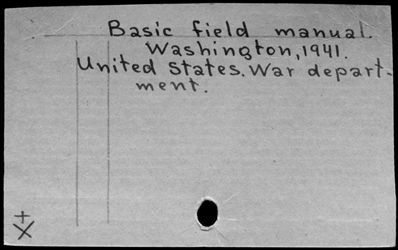 Basic field manual.
Washington, 1941.
United States. War depart-
ment.
+
X